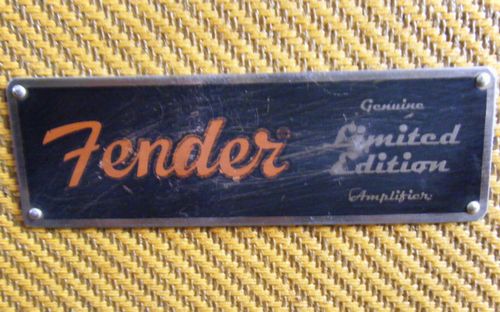 Fender®
Genuine
Limited
Edition
Amplifier